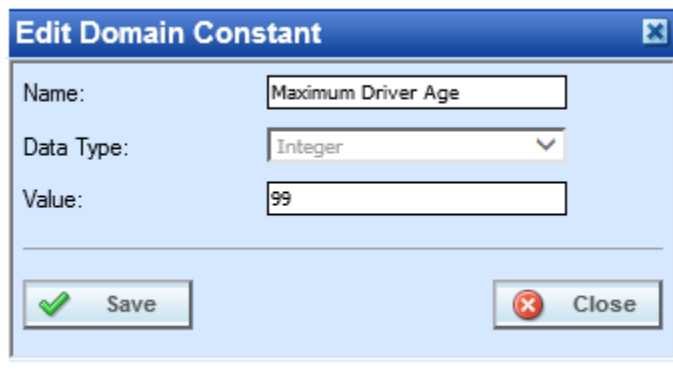 Edit Domain Constant
Name: Maximum Driver Age
Data Type: Integer
Value: 99
Save Close